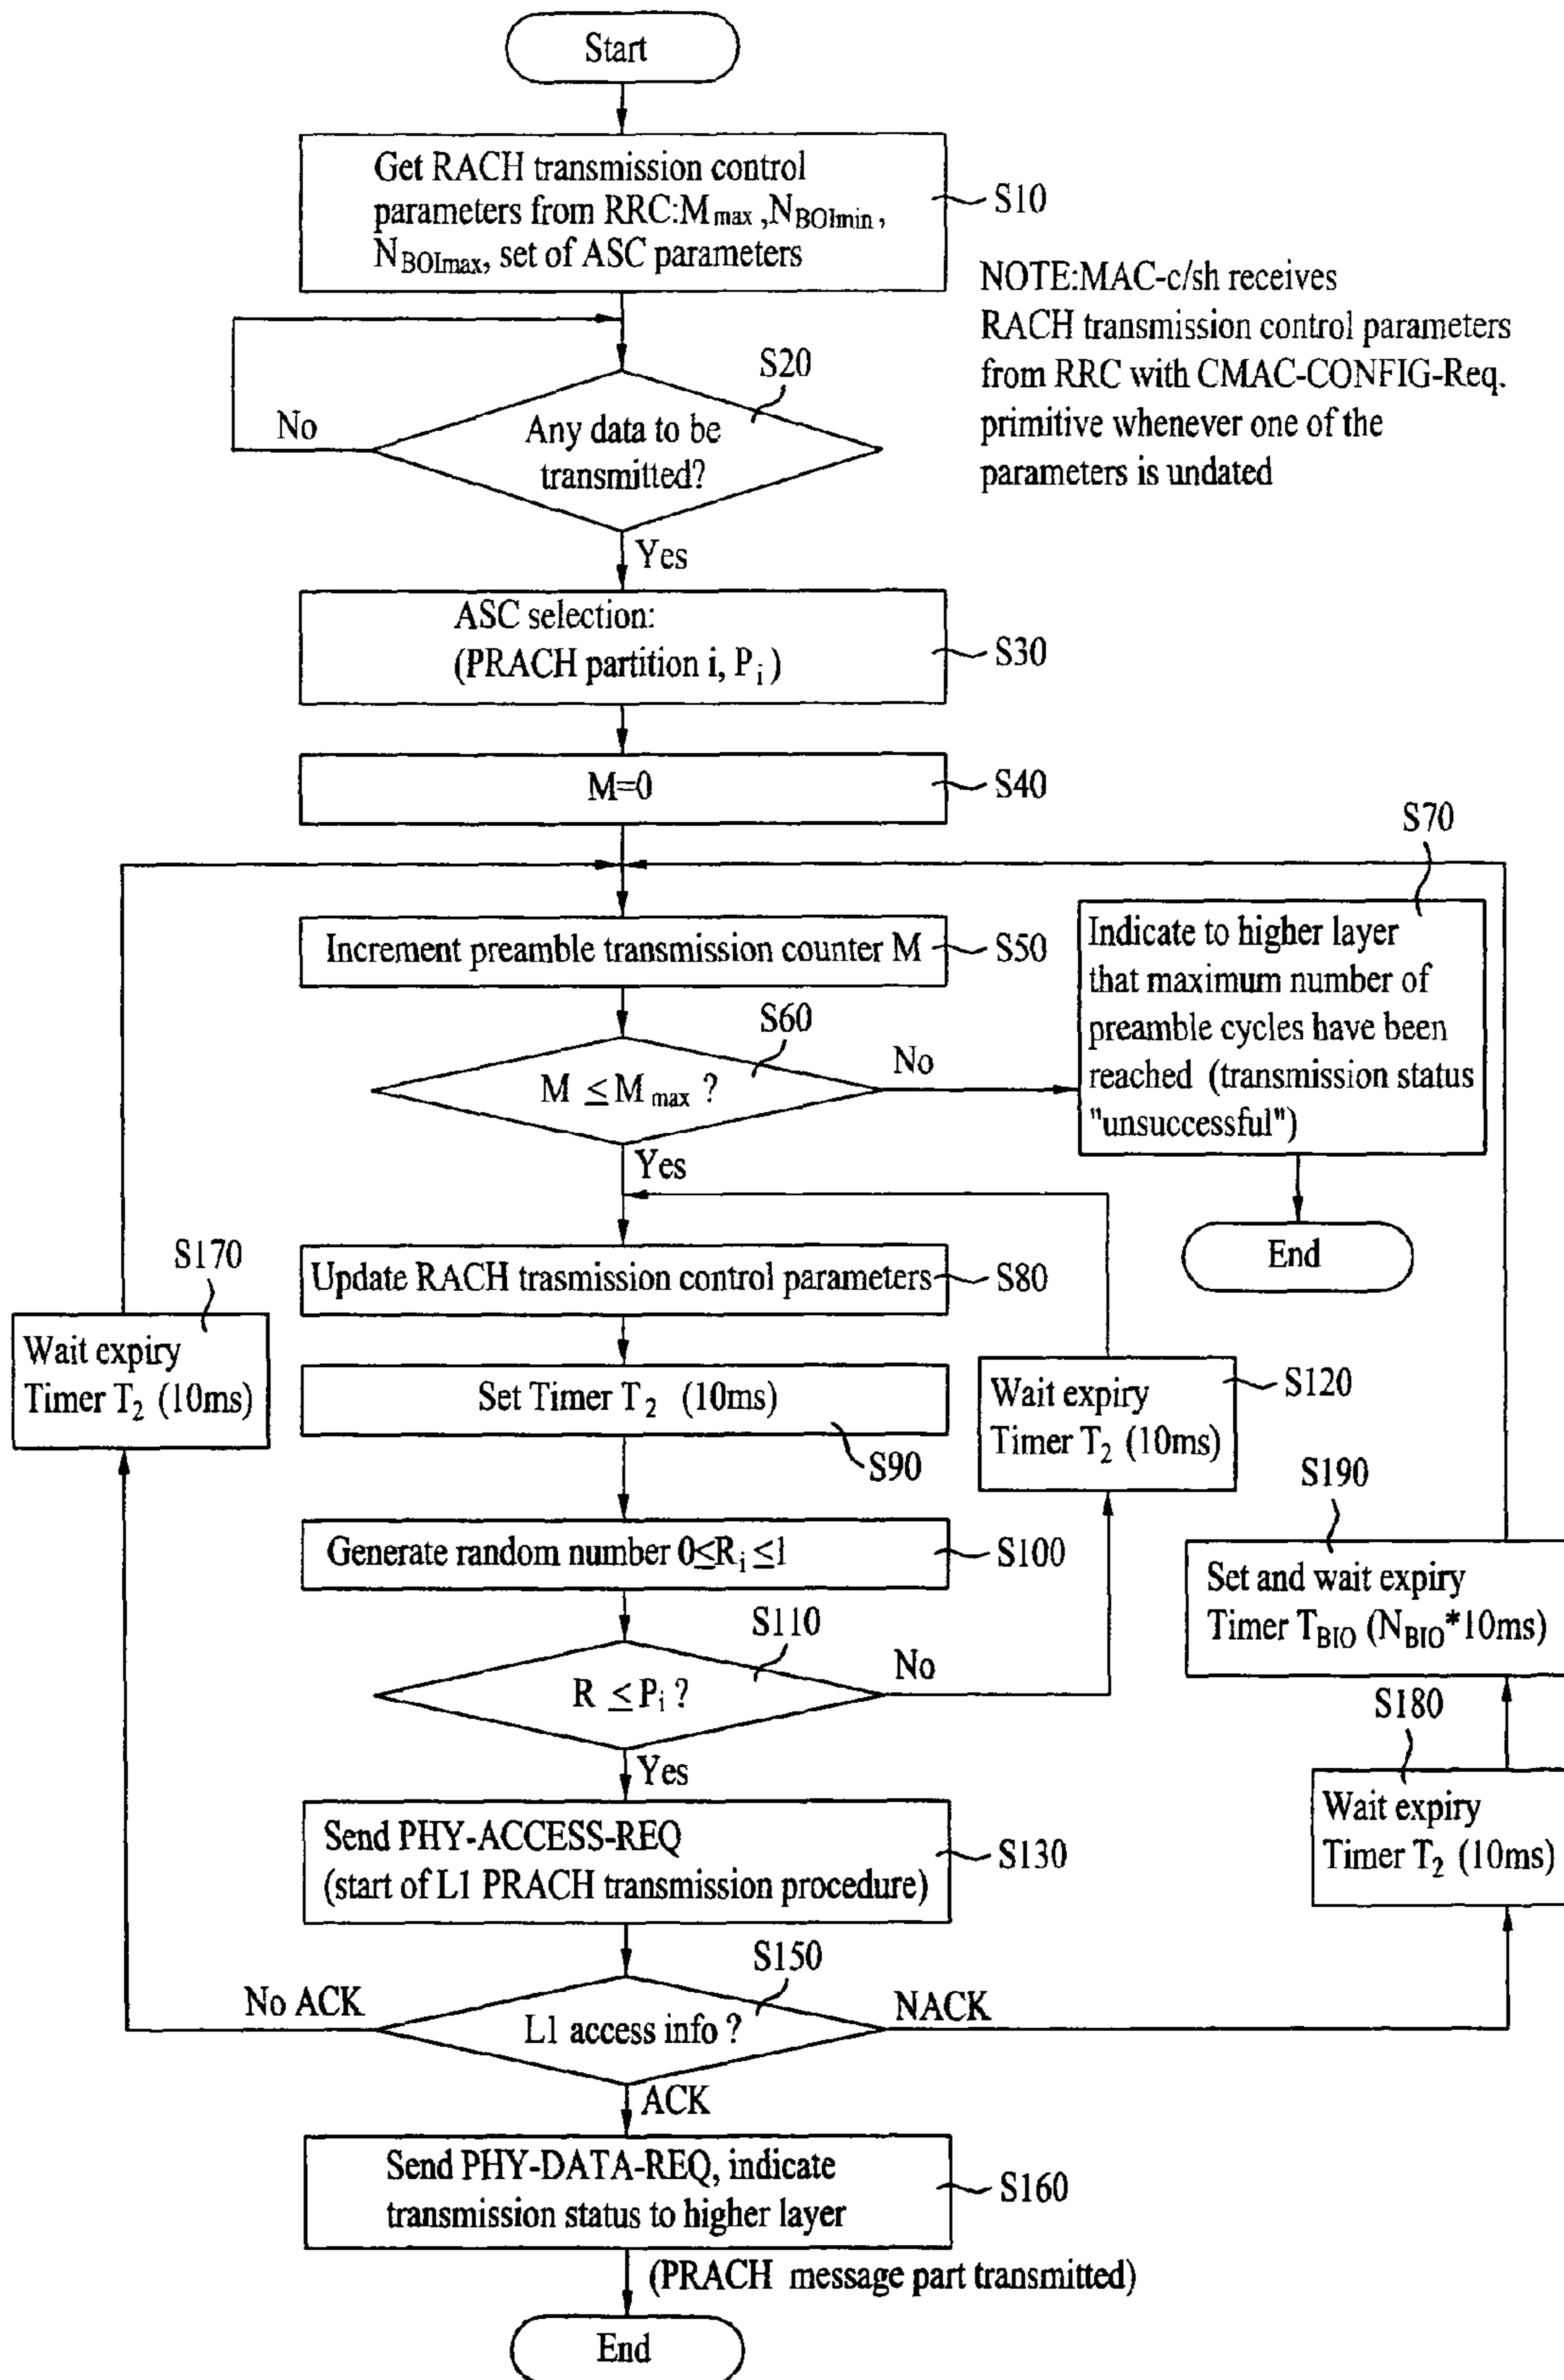 Start
Get RACH transmission control
parameters from RRC:Mmax ,NBOImin,
NBOImax, set of ASC parameters
S10
NOTE:MAC-c/sh receives
RACH transmission control parameters
from RRC with CMAC-CONFIG-Req.
primitive whenever one of the
parameters is undated
S20
No
Any data to be
transmitted?
Yes
ASC selection:
(PRACH partition i, Pi)
S30
M=0
S40
S70
Increment preamble transmission counter M
S50
Indicate to higher layer
that maximum number of
preamble cycles have been
reached (transmission status
"unsuccessful")
S60
M ≤ Mmax ?
No
Yes
End
S170
Wait expiry
Timer T2 (10ms)
Update RACH trasmission control parameters
S80
Set Timer T2 (10ms)
S90
Wait expiry
Timer T2 (10ms)
S120
S190
Set and wait expiry
Timer TBIO (NBIO*10ms)
Generate random number 0≤Ri ≤1
S100
S110
R ≤ Pi ?
No
Yes
S180
Wait expiry
Timer T2 (10ms)
Send PHY-ACCESS-REQ
(start of L1 PRACH transmission procedure)
S130
S150
No ACK
L1 access info ?
NACK
ACK
Send PHY-DATA-REQ, indicate
transmission status to higher layer
S160
(PRACH message part transmitted)
End